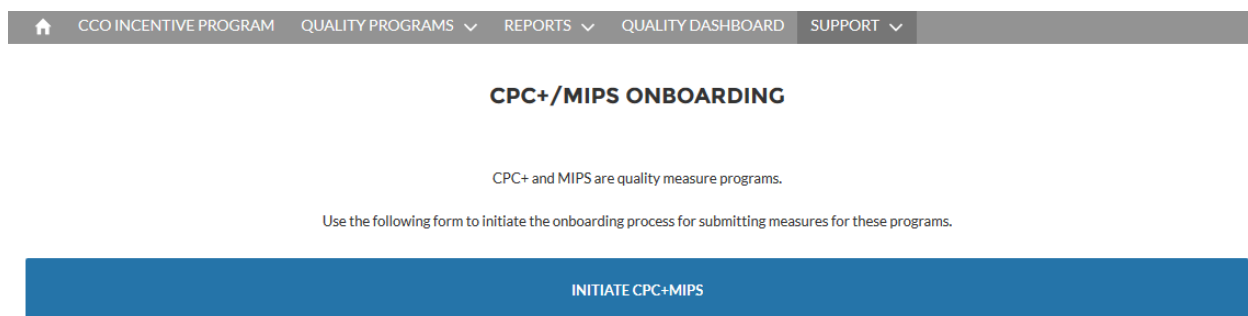 CCO INCENTIVE PROGRAM QUALITY PROGRAMS REPORTS QUALITY DASHBOARD SUPPORT
CPC+/MIPS ONBOARDING
CPC+ and MIPS are quality measure programs.
Use the following form to initiate the onboarding process for submitting measures for these programs.
INITIATE CPC+MIPS